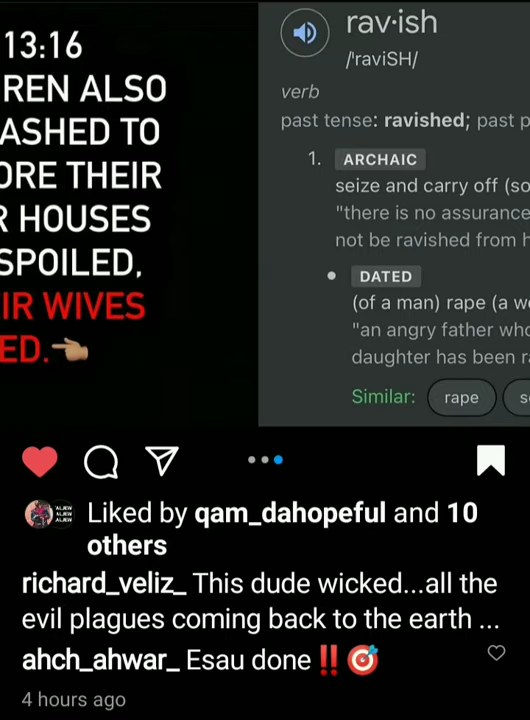 13:16
REN ALSO
ASHED TO
ORE THEIR
R HOUSES
SPOILED,
IR WIVES
ED.
rav·ish
/ˈraviSH/
verb
past tense: ravished; past p
1. ARCHAIC
seize and carry off (so
"there is no assurance
not be ravished from h
DATED
(of a man) rape (a w
"an angry father who
daughter has been ra
Similar: rape s
Liked by qam_dahopeful and 10
others
richard_veliz_ This dude wicked...all the
evil plagues coming back to the earth ...
ahch_ahwar_ Esau done ‼️🎯
4 hours ago